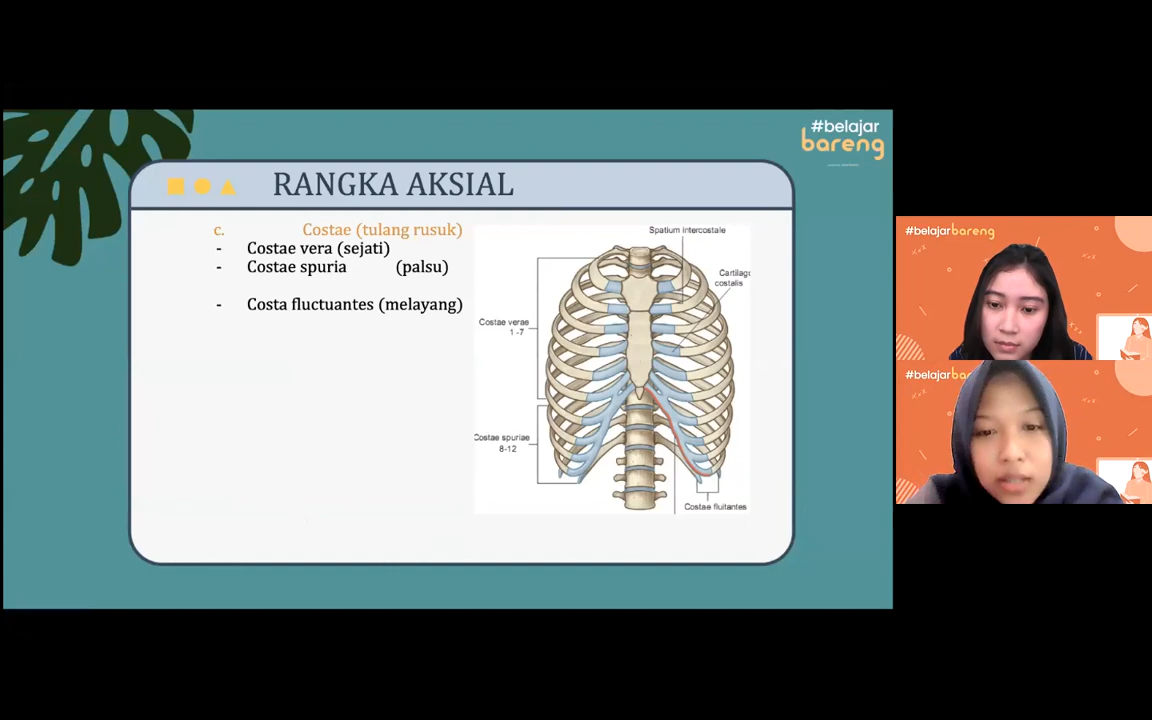 #belajar
bareng
RANGKA AKSIAL
c. Costae (tulang rusuk)
- Costae vera (sejati)
- Costae spuria (palsu)
- Costa fluctuantes (melayang)
Spatium intercostale
Cartilago
costalis
Costae verae
1 -7
Costae spuriae
8-12
Costae fluitantes
#belajarbareng
#belajarba